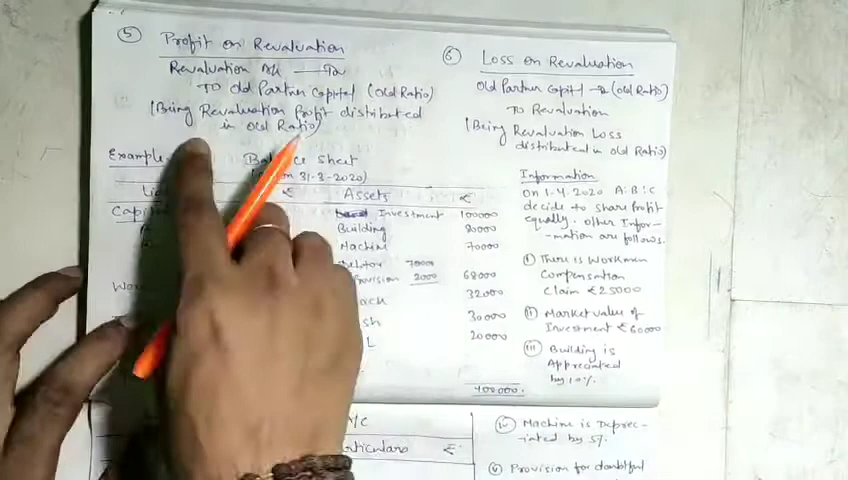 5 Profit on Revaluation
Revaluation A/c — Dr
To Old Partner Capital (Old Ratio)
(Being Revaluation Profit distributed
in Old Ratio)
6 Loss on Revaluation
Old Partner Capital Dr (Old Ratio)
To Revaluation
(Being Revaluation Loss
distributed in Old Ratio)
Example
Sheet
on 31-3-2020)
₹ Assets ₹
Investment 100000
Building 80000
Machine 70000
Debtor 70000
Provision 2000 68000
32000
30000
20000
400000
Information
On 1-4-2020 A:B:C
decide to share Profit
equally. Other Infor-
-mation are follows.
i There is Workmen
Compensation
Claim ₹25000
ii Market value of
Investment ₹60000
iii Building is
Appreciated
by 10%.
iv Machine is Deprec-
-iated by 5%.
v Provision for doubtful
A/c
Particulars ₹